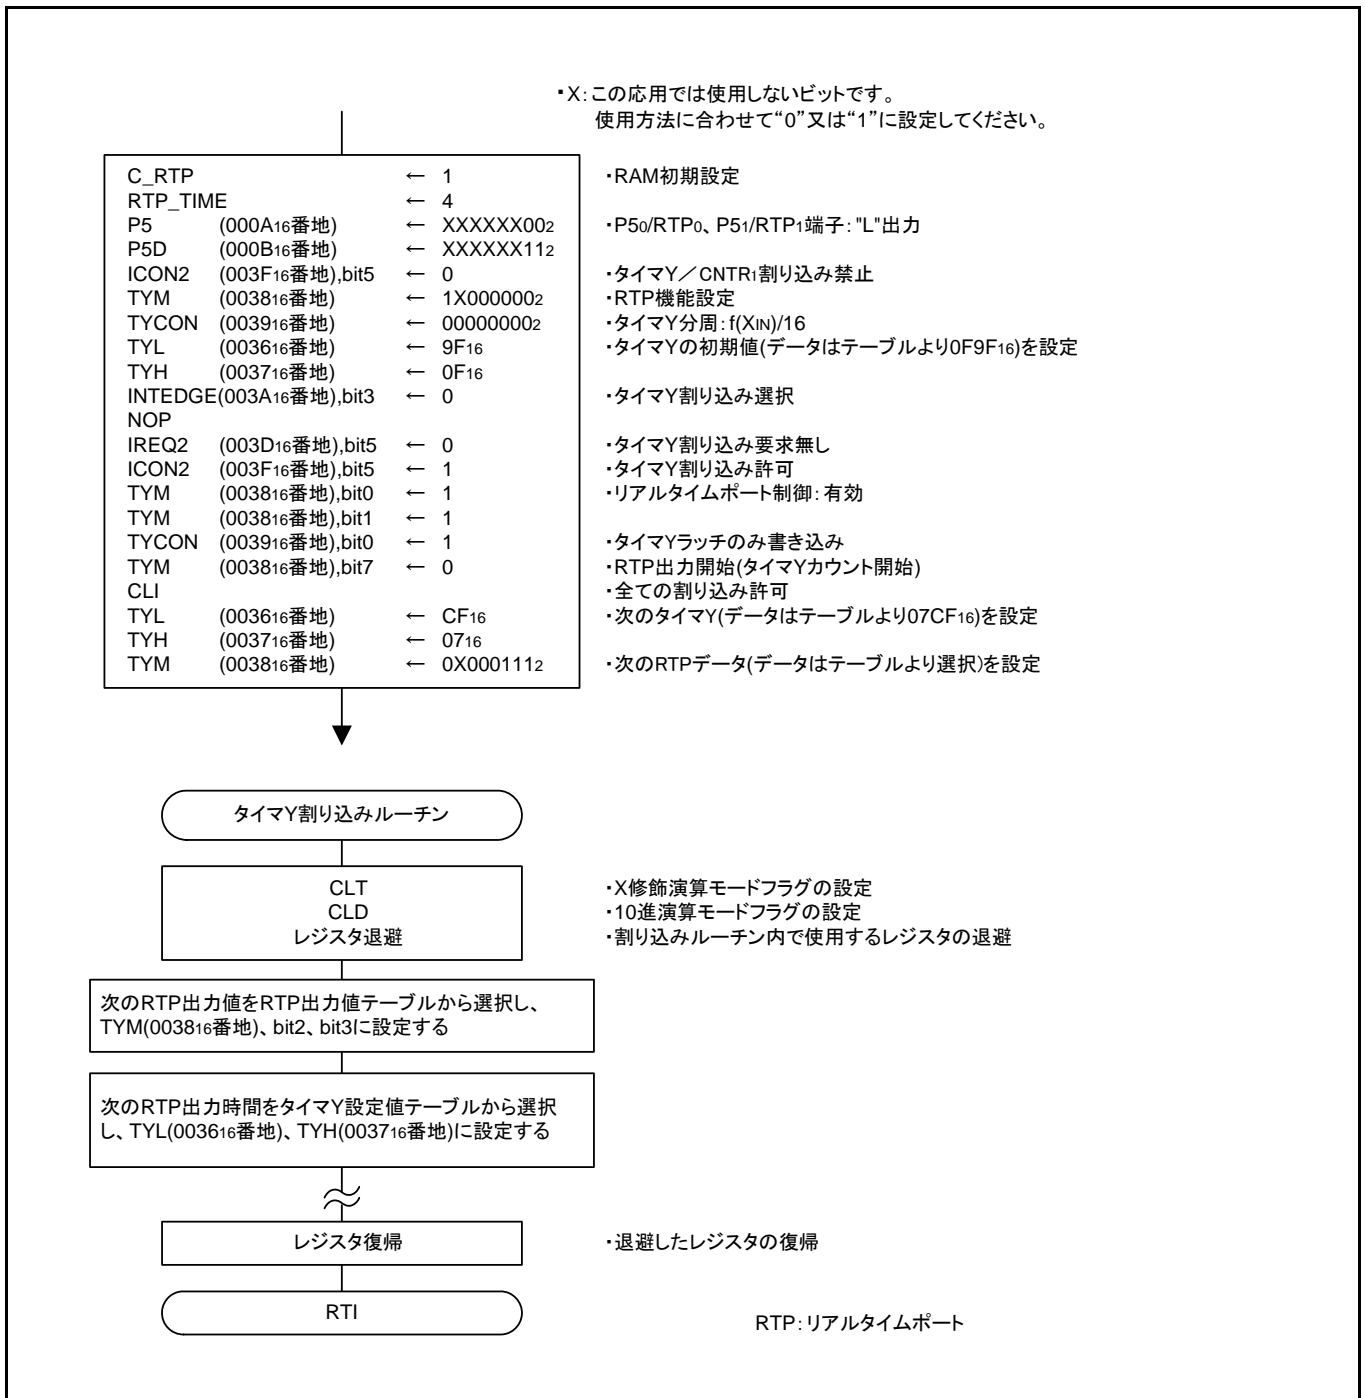 ・X：この応用では使用しないビットです。
使用方法に合わせて“0”又は“1”に設定してください。
C_RTP ← 1 ・RAM初期設定
RTP_TIME ← 4
P5 (000A16番地) ← XXXXXX002 ・P50/RTP0、P51/RTP1端子："L"出力
P5D (000B16番地) ← XXXXXX112
ICON2 (003F16番地),bit5 ← 0 ・タイマY／CNTR1割り込み禁止
TYM (003816番地) ← 1X0000002 ・RTP機能設定
TYCON (003916番地) ← 000000002 ・タイマY分周：f(XIN)/16
TYL (003616番地) ← 9F16 ・タイマYの初期値(データはテーブルより0F9F16)を設定
TYH (003716番地) ← 0F16
INTEDGE(003A16番地),bit3 ← 0 ・タイマY割り込み選択
NOP
IREQ2 (003D16番地),bit5 ← 0 ・タイマY割り込み要求無し
ICON2 (003F16番地),bit5 ← 1 ・タイマY割り込み許可
TYM (003816番地),bit0 ← 1 ・リアルタイムポート制御：有効
TYM (003816番地),bit1 ← 1
TYCON (003916番地),bit0 ← 1 ・タイマYラッチのみ書き込み
TYM (003816番地),bit7 ← 0 ・RTP出力開始(タイマYカウント開始)
CLI ・全ての割り込み許可
TYL (003616番地) ← CF16 ・次のタイマY(データはテーブルより07CF16)を設定
TYH (003716番地) ← 0716
TYM (003816番地) ← 0X0001112 ・次のRTPデータ(データはテーブルより選択)を設定
タイマY割り込みルーチン
CLT ・X修飾演算モードフラグの設定
CLD ・10進演算モードフラグの設定
レジスタ退避 ・割り込みルーチン内で使用するレジスタの退避
次のRTP出力値をRTP出力値テーブルから選択し、
TYM(003816番地)、bit2、bit3に設定する
次のRTP出力時間をタイマY設定値テーブルから選択
し、TYL(003616番地)、TYH(003716番地)に設定する
レジスタ復帰 ・退避したレジスタの復帰
RTI
RTP：リアルタイムポート